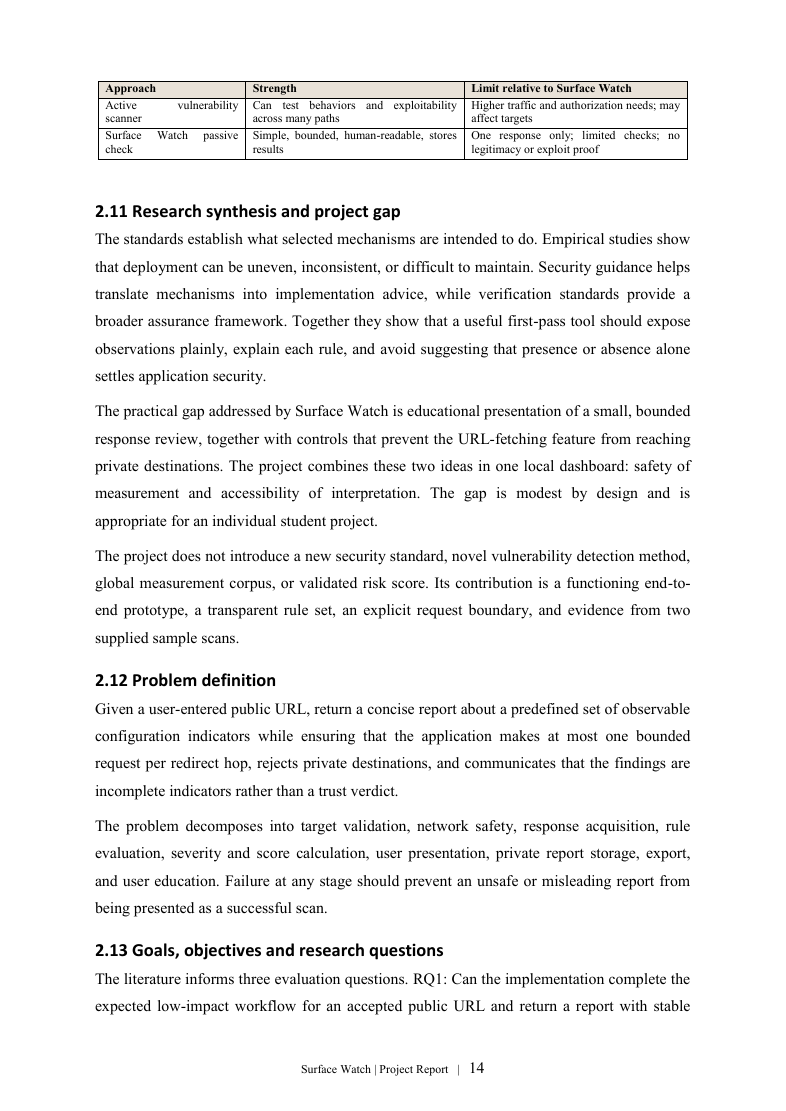 Approach Strength Limit relative to Surface Watch
Active vulnerability scanner Can test behaviors and exploitability across many paths Higher traffic and authorization needs; may affect targets
Surface Watch passive check Simple, bounded, human-readable, stores results One response only; limited checks; no legitimacy or exploit proof
2.11 Research synthesis and project gap
The standards establish what selected mechanisms are intended to do. Empirical studies show
that deployment can be uneven, inconsistent, or difficult to maintain. Security guidance helps
translate mechanisms into implementation advice, while verification standards provide a
broader assurance framework. Together they show that a useful first-pass tool should expose
observations plainly, explain each rule, and avoid suggesting that presence or absence alone
settles application security.
The practical gap addressed by Surface Watch is educational presentation of a small, bounded
response review, together with controls that prevent the URL-fetching feature from reaching
private destinations. The project combines these two ideas in one local dashboard: safety of
measurement and accessibility of interpretation. The gap is modest by design and is
appropriate for an individual student project.
The project does not introduce a new security standard, novel vulnerability detection method,
global measurement corpus, or validated risk score. Its contribution is a functioning end-to-
end prototype, a transparent rule set, an explicit request boundary, and evidence from two
supplied sample scans.
2.12 Problem definition
Given a user-entered public URL, return a concise report about a predefined set of observable
configuration indicators while ensuring that the application makes at most one bounded
request per redirect hop, rejects private destinations, and communicates that the findings are
incomplete indicators rather than a trust verdict.
The problem decomposes into target validation, network safety, response acquisition, rule
evaluation, severity and score calculation, user presentation, private report storage, export,
and user education. Failure at any stage should prevent an unsafe or misleading report from
being presented as a successful scan.
2.13 Goals, objectives and research questions
The literature informs three evaluation questions. RQ1: Can the implementation complete the
expected low-impact workflow for an accepted public URL and return a report with stable
Surface Watch | Project Report | 14